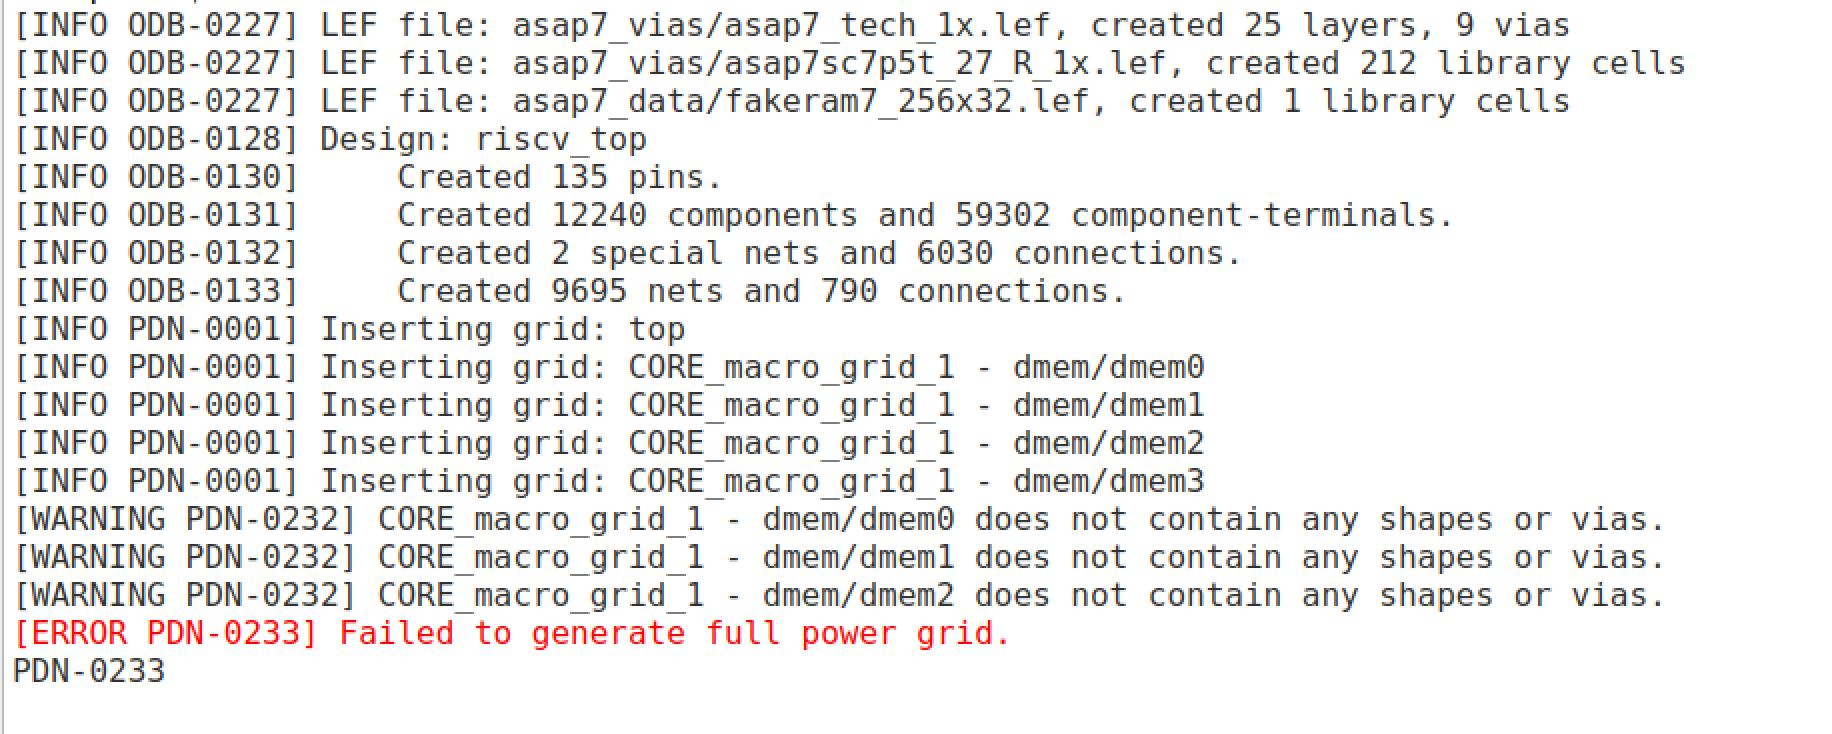 [INFO ODB-0227] LEF file: asap7_vias/asap7_tech_1x.lef, created 25 layers, 9 vias
[INFO ODB-0227] LEF file: asap7_vias/asap7sc7p5t_27_R_1x.lef, created 212 library cells
[INFO ODB-0227] LEF file: asap7_data/fakeram7_256x32.lef, created 1 library cells
[INFO ODB-0128] Design: riscv_top
[INFO ODB-0130]     Created 135 pins.
[INFO ODB-0131]     Created 12240 components and 59302 component-terminals.
[INFO ODB-0132]     Created 2 special nets and 6030 connections.
[INFO ODB-0133]     Created 9695 nets and 790 connections.
[INFO PDN-0001] Inserting grid: top
[INFO PDN-0001] Inserting grid: CORE_macro_grid_1 - dmem/dmem0
[INFO PDN-0001] Inserting grid: CORE_macro_grid_1 - dmem/dmem1
[INFO PDN-0001] Inserting grid: CORE_macro_grid_1 - dmem/dmem2
[INFO PDN-0001] Inserting grid: CORE_macro_grid_1 - dmem/dmem3
[WARNING PDN-0232] CORE_macro_grid_1 - dmem/dmem0 does not contain any shapes or vias.
[WARNING PDN-0232] CORE_macro_grid_1 - dmem/dmem1 does not contain any shapes or vias.
[WARNING PDN-0232] CORE_macro_grid_1 - dmem/dmem2 does not contain any shapes or vias.
[ERROR PDN-0233] Failed to generate full power grid.
PDN-0233